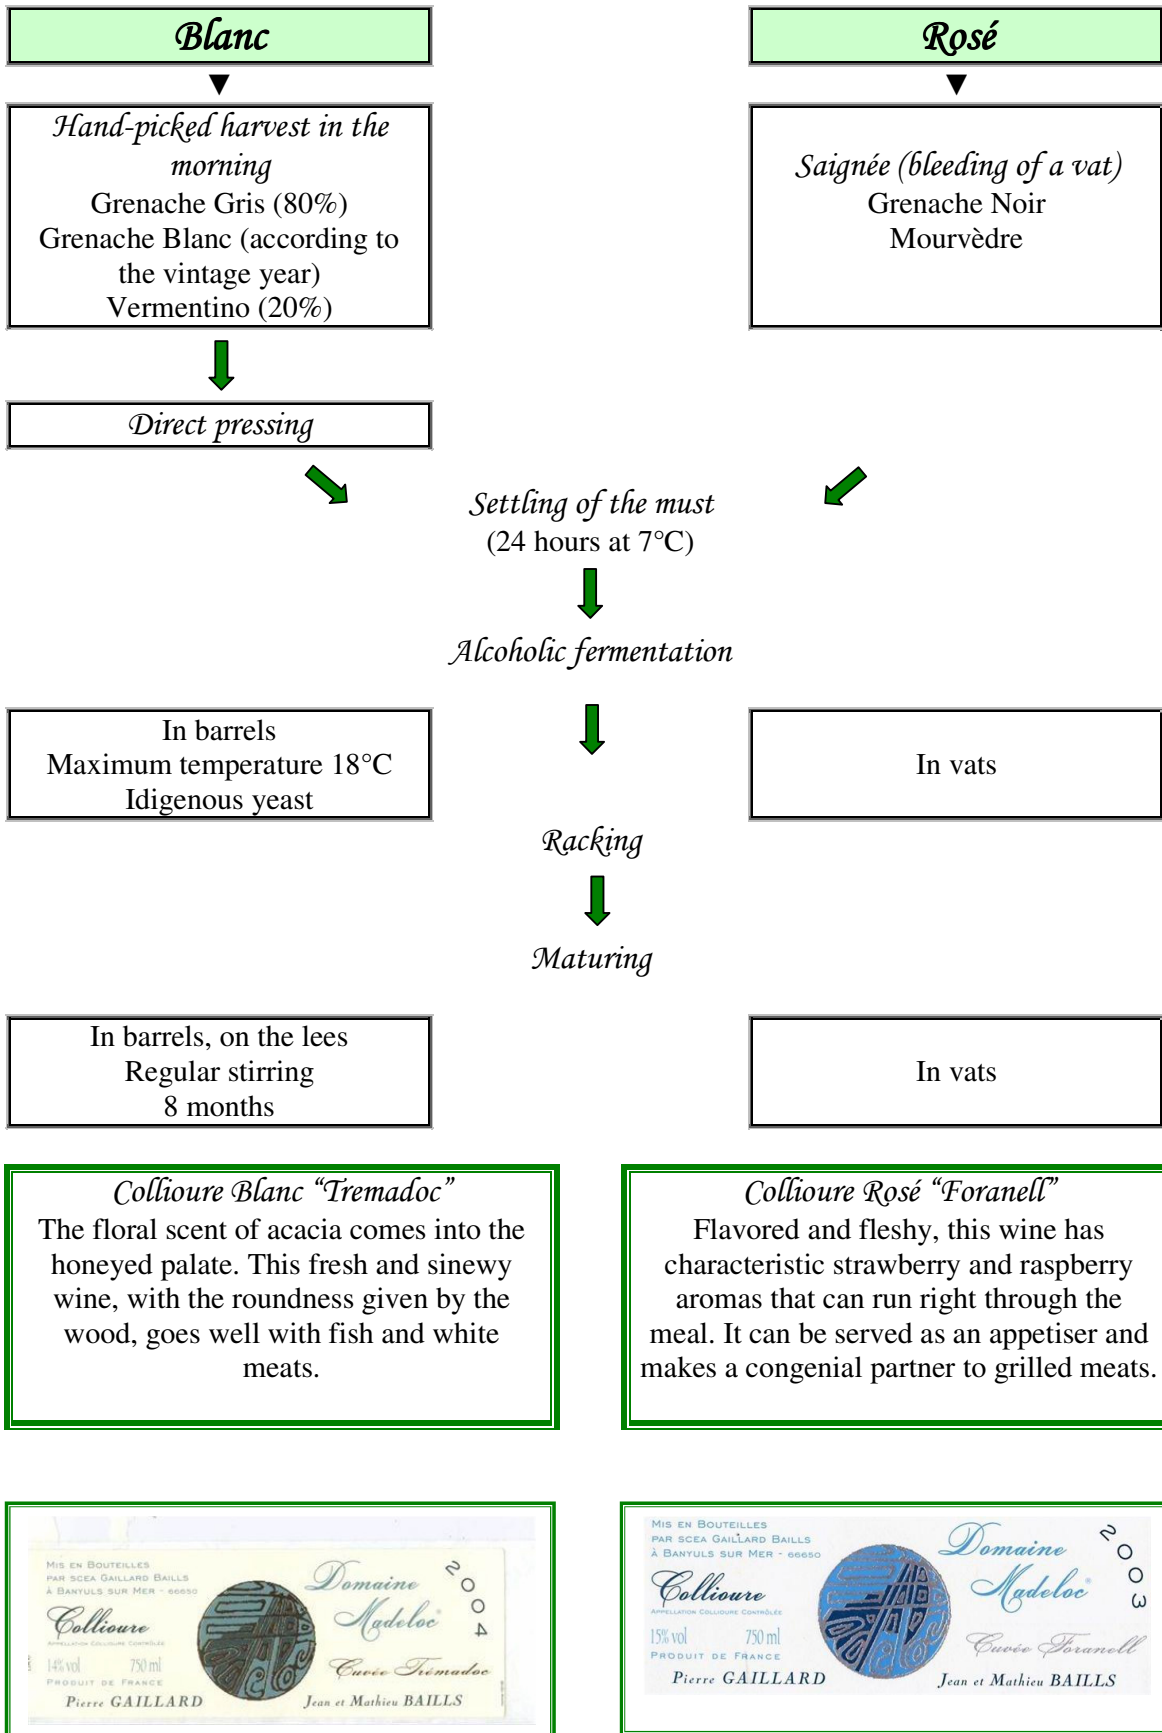 Blanc
Rosé
Hand-picked harvest in the
morning
Grenache Gris (80%)
Grenache Blanc (according to
the vintage year)
Vermentino (20%)
Saignée (bleeding of a vat)
Grenache Noir
Mourvèdre
Direct pressing
Settling of the must
(24 hours at 7°C)
Alcoholic fermentation
In barrels
Maximum temperature 18°C
Idigenous yeast
In vats
Racking
Maturing
In barrels, on the lees
Regular stirring
8 months
In vats
Collioure Blanc “Tremadoc”
The floral scent of acacia comes into the
honeyed palate. This fresh and sinewy
wine, with the roundness given by the
wood, goes well with fish and white
meats.
Collioure Rosé “Foranell”
Flavored and fleshy, this wine has
characteristic strawberry and raspberry
aromas that can run right through the
meal. It can be served as an appetiser and
makes a congenial partner to grilled meats.
MIS EN BOUTEILLES
PAR SCEA GAILLARD BAILLS
À BANYULS SUR MER - 66650
Collioure
APPELLATION COLLIOURE CONTRÔLÉE
14% vol 750 ml
PRODUIT DE FRANCE
Pierre GAILLARD
Domaine
Madeloc
2004
Cuvée Trémadoc
Jean et Mathieu BAILLS
MIS EN BOUTEILLES
PAR SCEA GAILLARD BAILLS
À BANYULS SUR MER - 66650
Collioure
APPELLATION COLLIOURE CONTRÔLÉE
15% vol 750 ml
PRODUIT DE FRANCE
Pierre GAILLARD
Domaine
Madeloc
2003
Cuvée Foranell
Jean et Mathieu BAILLS